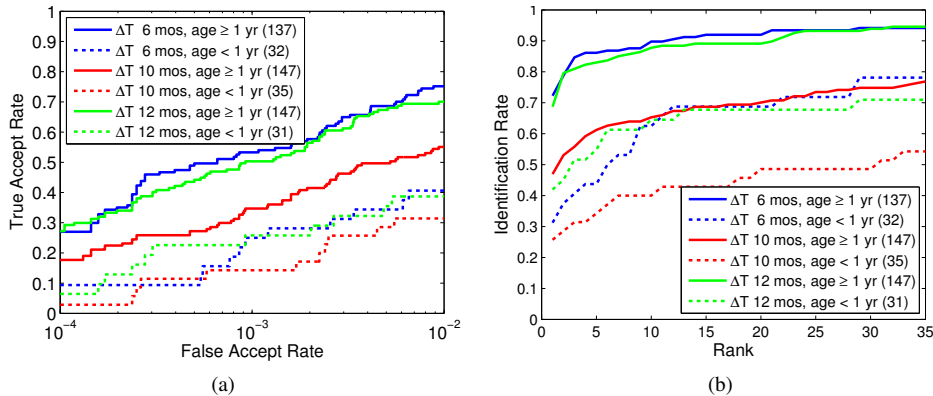 1
0.9
0.8
0.7
0.6
0.5
0.4
0.3
0.2
0.1
0
True Accept Rate
ΔT 6 mos, age ≥ 1 yr (137)
ΔT 6 mos, age < 1 yr (32)
ΔT 10 mos, age ≥ 1 yr (147)
ΔT 10 mos, age < 1 yr (35)
ΔT 12 mos, age ≥ 1 yr (147)
ΔT 12 mos, age < 1 yr (31)
10⁻⁴ 10⁻³ 10⁻²
False Accept Rate
(a)
1
0.9
0.8
0.7
0.6
0.5
0.4
0.3
0.2
0.1
0
Identification Rate
ΔT 6 mos, age ≥ 1 yr (137)
ΔT 6 mos, age < 1 yr (32)
ΔT 10 mos, age ≥ 1 yr (147)
ΔT 10 mos, age < 1 yr (35)
ΔT 12 mos, age ≥ 1 yr (147)
ΔT 12 mos, age < 1 yr (31)
0 5 10 15 20 25 30 35
Rank
(b)